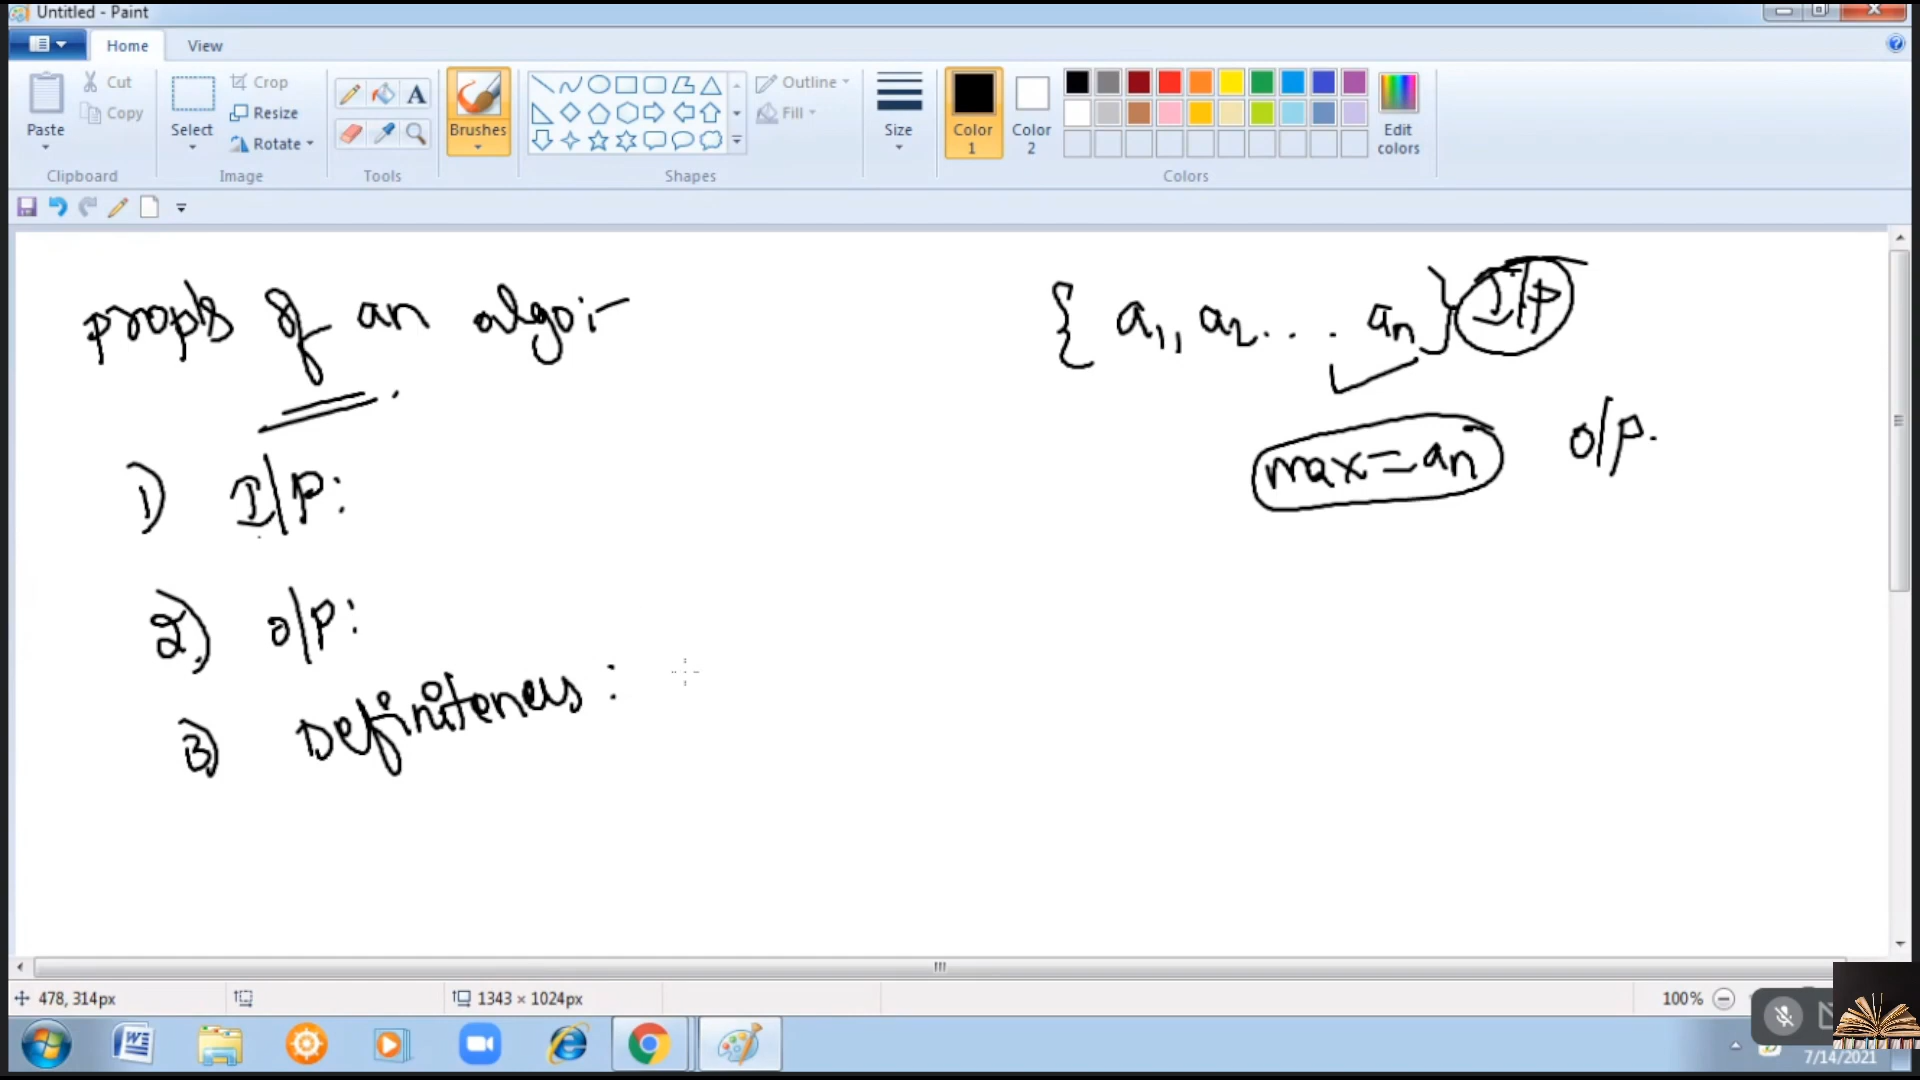 Untitled - Paint
Home View
Paste
Cut
Copy
Clipboard
Select
Crop
Resize
Rotate
Image
Tools
Brushes
Shapes
Outline
Fill
Size
Color 1
Color 2
Edit colors
Colors
prop's of an algo:-
1) I/P:
2) O/P:
3) Definiteness:
{ a1, a2 . . . . an } I/P
max = an O/P.
478, 314px
1343 × 1024px
100%
7/14/2021